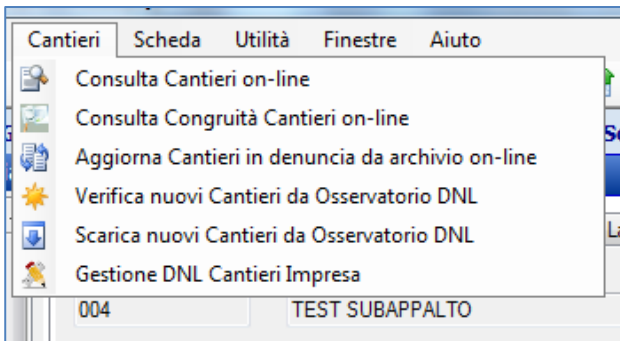 Cantieri Scheda Utilità Finestre Aiuto
Consulta Cantieri on-line
Consulta Congruità Cantieri on-line
Aggiorna Cantieri in denuncia da archivio on-line
Verifica nuovi Cantieri da Osservatorio DNL
Scarica nuovi Cantieri da Osservatorio DNL
Gestione DNL Cantieri Impresa
004 TEST SUBAPPALTO